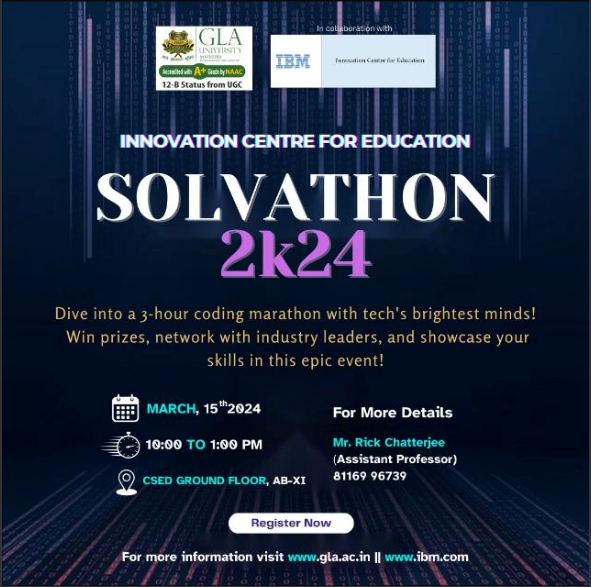 GLA
UNIVERSITY
MATHURA
Accredited with A+ Grade by NAAC
12-B Status from UGC
In collaboration with
IBM
Innovation Centre for Education
INNOVATION CENTRE FOR EDUCATION
SOLVATHON
2k24
Dive into a 3-hour coding marathon with tech's brightest minds!
Win prizes, network with industry leaders, and showcase your
skills in this epic event!
MARCH, 15th2024
10:00 TO 1:00 PM
CSED GROUND FLOOR, AB-XI
For More Details
Mr. Rick Chatterjee
(Assistant Professor)
81169 96739
Register Now
For more information visit www.gla.ac.in || www.ibm.com